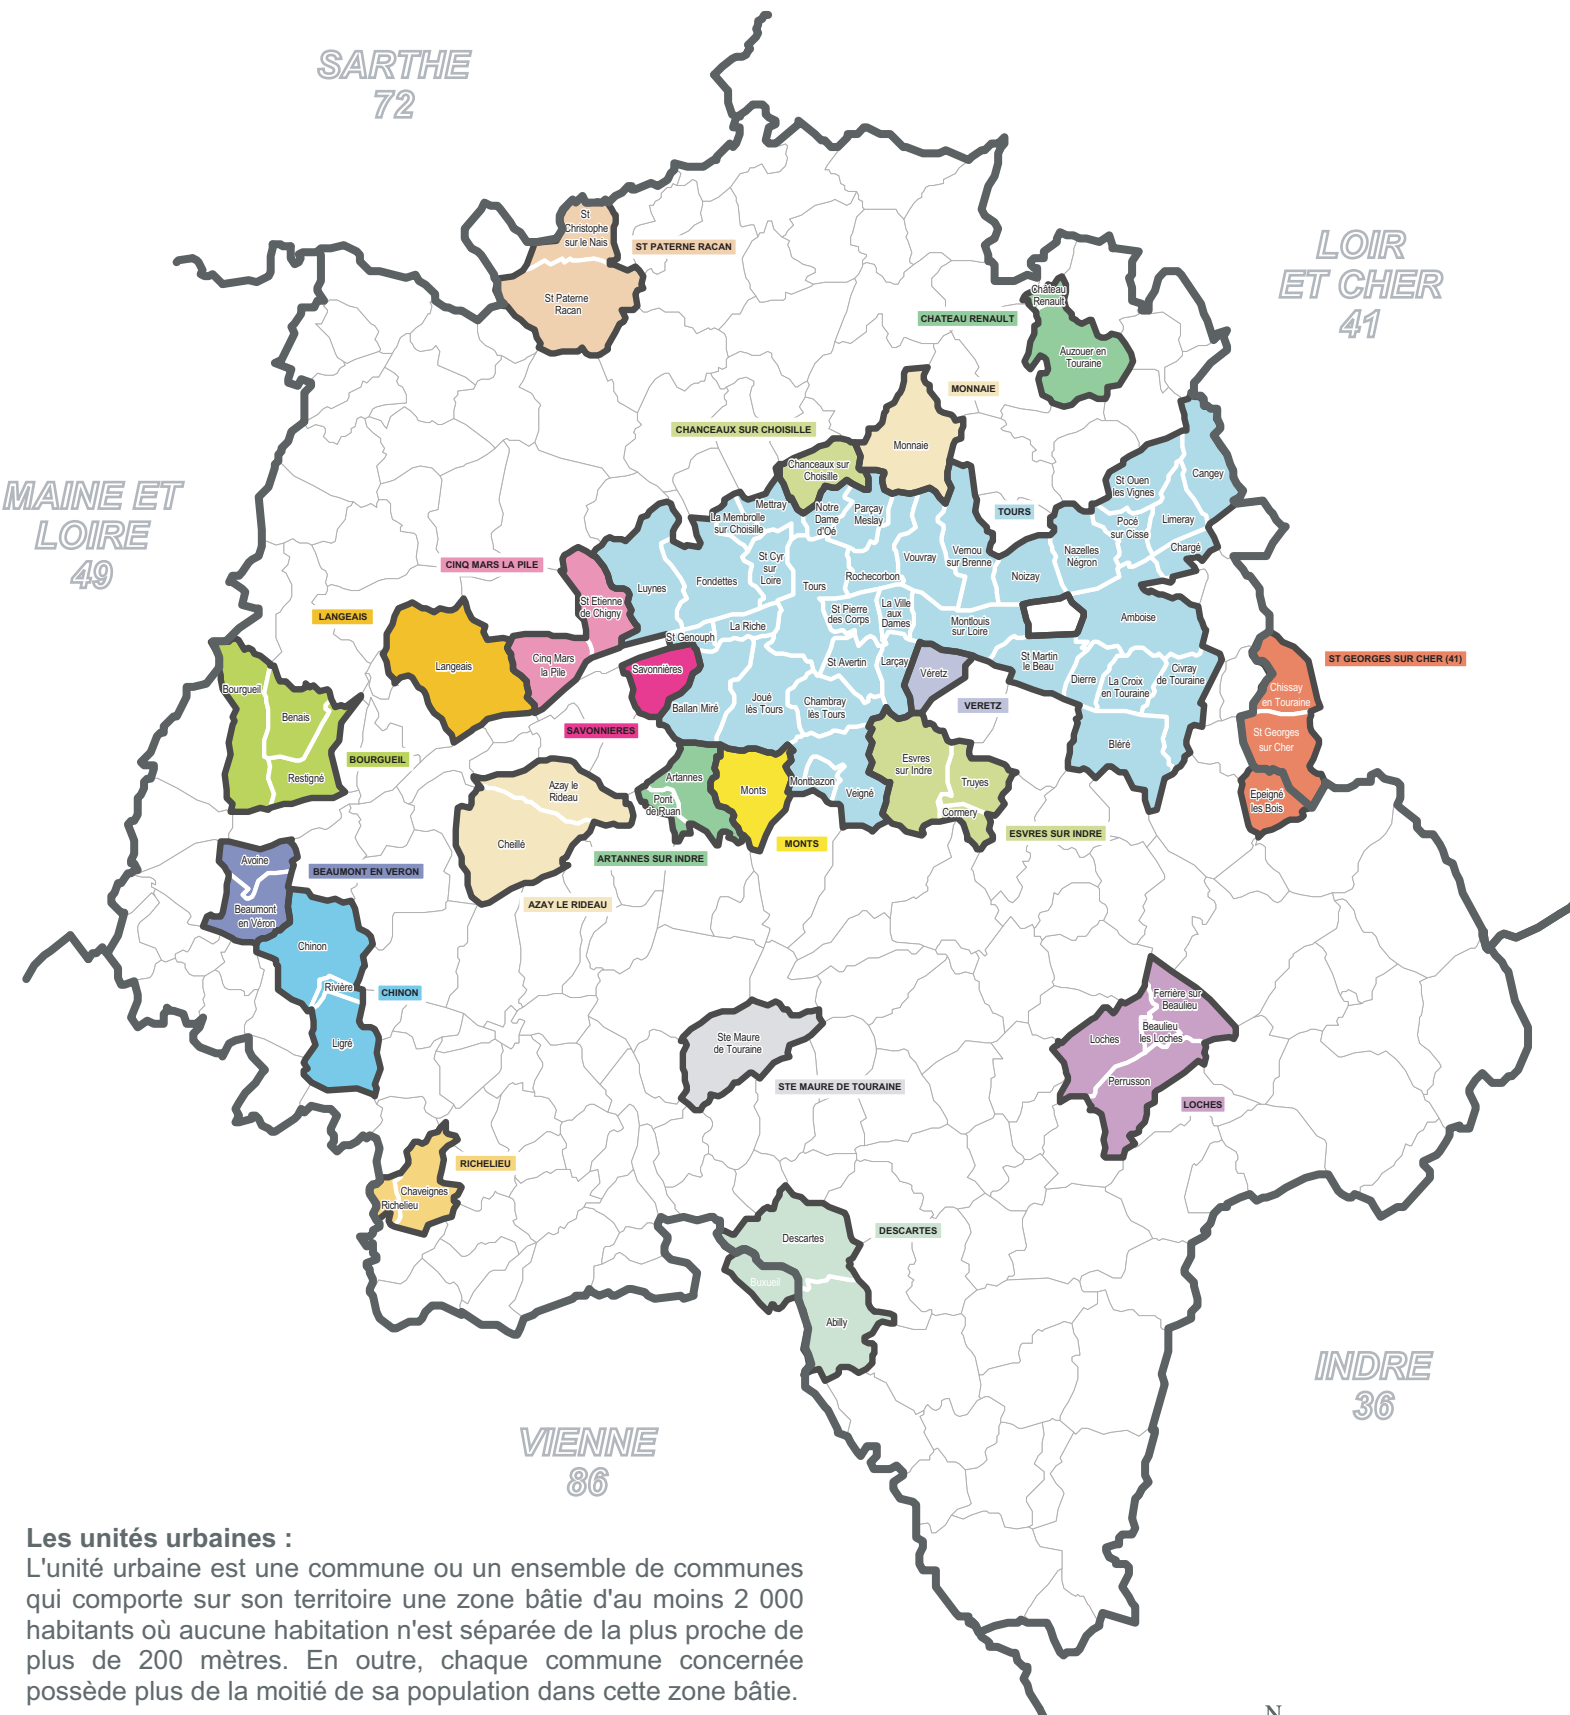 SARTHE
72
LOIR
ET CHER
41
MAINE ET
LOIRE
49
INDRE
36
VIENNE
86
St
Christophe
sur le Nais
ST PATERNE RACAN
St Paterne
Racan
Château
Renault
CHATEAU RENAULT
Auzouer en
Touraine
MONNAIE
Monnaie
CHANCEAUX SUR CHOISILLE
Chanceaux sur
Choisille
TOURS
Cangey
St Ouen
les Vignes
Limeray
Pocé
sur Cisse
Chargé
Nazelles
Négron
Noizay
Vernou
sur Brenne
Vouvray
Parçay
Meslay
Notre
Dame
d'Oé
Mettray
La Membrolle
sur Choisille
St Cyr
sur
Loire
Tours
Rochecorbon
Fondettes
Luynes
CINQ MARS LA PILE
St Etienne
de Chigny
Cinq Mars
la Pile
LANGEAIS
Langeais
St Genouph
La Riche
St Pierre
des Corps
La Ville
aux
Dames
Montlouis
sur Loire
Amboise
St Martin
le Beau
Dierre
La Croix
en Touraine
Civray
de Touraine
Bléré
Savonnières
SAVONNIERES
Ballan Miré
Joué
lès Tours
Chambray
lès Tours
St Avertin
Larçay
Véretz
VERETZ
Montbazon
Veigné
ST GEORGES SUR CHER (41)
Chissay
en Touraine
St Georges
sur Cher
Epeigné
les Bois
Bourgueil
Benais
Restigné
BOURGUEIL
Azay le
Rideau
Cheillé
AZAY LE RIDEAU
Artannes
Pont
de Ruan
ARTANNES SUR INDRE
Monts
MONTS
Esvres
sur Indre
Truyes
Cormery
ESVRES SUR INDRE
Avoine
Beaumont
en Véron
BEAUMONT EN VERON
Chinon
Rivière
Ligré
CHINON
Ste Maure
de Touraine
STE MAURE DE TOURAINE
Ferrière sur
Beaulieu
Beaulieu
les Loches
Loches
Perrusson
LOCHES
RICHELIEU
Chaveignes
Richelieu
Descartes
DESCARTES
Buxueil
Abilly
Les unités urbaines :
L'unité urbaine est une commune ou un ensemble de communes
qui comporte sur son territoire une zone bâtie d'au moins 2 000
habitants où aucune habitation n'est séparée de la plus proche de
plus de 200 mètres. En outre, chaque commune concernée
possède plus de la moitié de sa population dans cette zone bâtie.
N